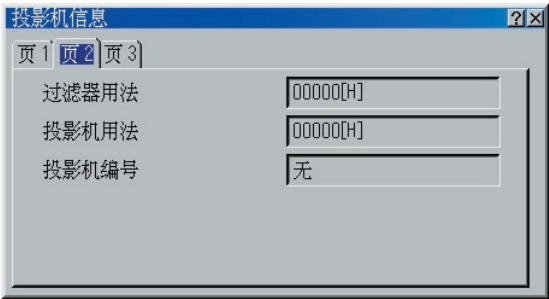 投影机信息
页 1 页 2 页 3
过滤器用法 00000[H]
投影机用法 00000[H]
投影机编号 无